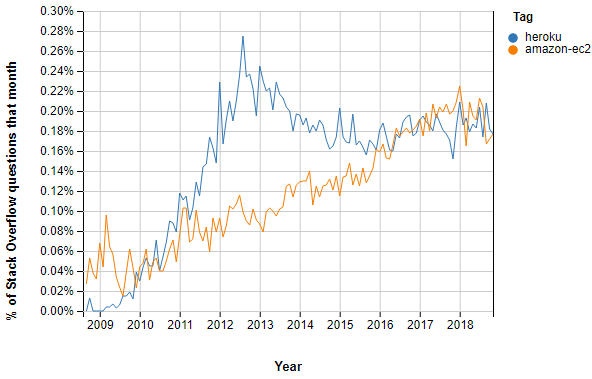 0.30%
0.28%
0.26%
0.24%
0.22%
0.20%
0.18%
0.16%
0.14%
0.12%
0.10%
0.08%
0.06%
0.04%
0.02%
0.00%
% of Stack Overflow questions that month
2009 2010 2011 2012 2013 2014 2015 2016 2017 2018
Year
Tag
heroku
amazon-ec2